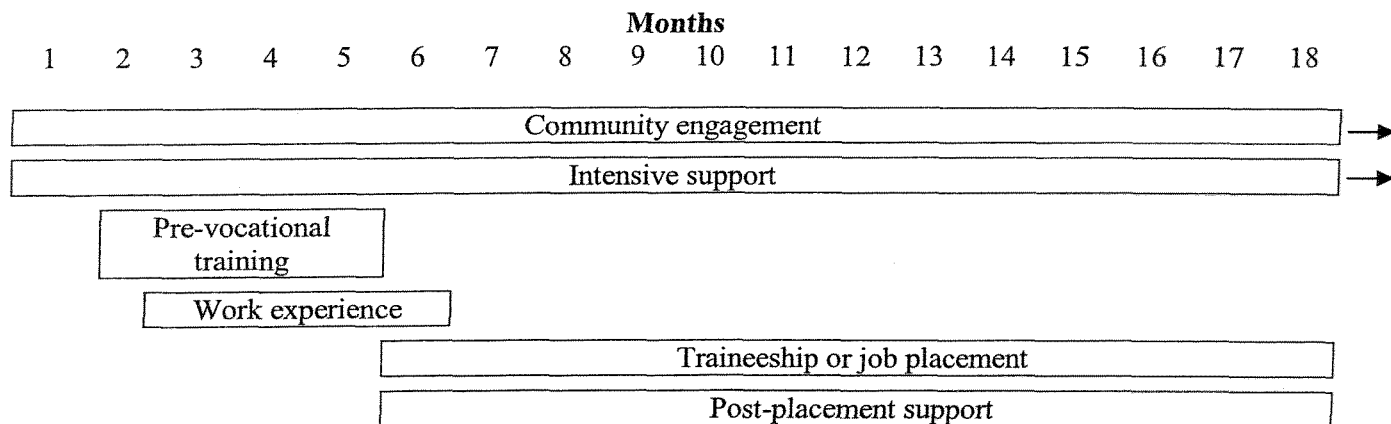 Months
1 2 3 4 5 6 7 8 9 10 11 12 13 14 15 16 17 18
Community engagement
Intensive support
Pre-vocational
training
Work experience
Traineeship or job placement
Post-placement support